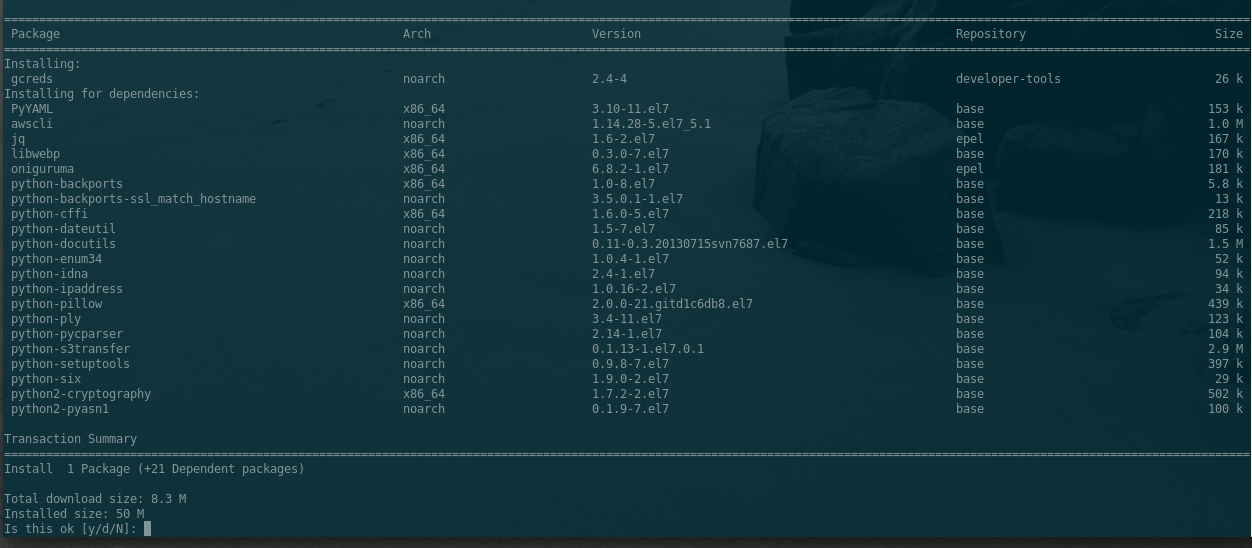 Package Arch Version Repository Size
Installing:
gcreds noarch 2.4-4 developer-tools 26 k
Installing for dependencies:
PyYAML x86_64 3.10-11.el7 base 153 k
awscli noarch 1.14.28-5.el7_5.1 base 1.0 M
jq x86_64 1.6-2.el7 epel 167 k
libwebp x86_64 0.3.0-7.el7 base 170 k
oniguruma x86_64 6.8.2-1.el7 epel 181 k
python-backports x86_64 1.0-8.el7 base 5.8 k
python-backports-ssl_match_hostname noarch 3.5.0.1-1.el7 base 13 k
python-cffi x86_64 1.6.0-5.el7 base 218 k
python-dateutil noarch 1.5-7.el7 base 85 k
python-docutils noarch 0.11-0.3.20130715svn7687.el7 base 1.5 M
python-enum34 noarch 1.0.4-1.el7 base 52 k
python-idna noarch 2.4-1.el7 base 94 k
python-ipaddress noarch 1.0.16-2.el7 base 34 k
python-pillow x86_64 2.0.0-21.gitd1c6db8.el7 base 439 k
python-ply noarch 3.4-11.el7 base 123 k
python-pycparser noarch 2.14-1.el7 base 104 k
python-s3transfer noarch 0.1.13-1.el7.0.1 base 2.9 M
python-setuptools noarch 0.9.8-7.el7 base 397 k
python-six noarch 1.9.0-2.el7 base 29 k
python2-cryptography x86_64 1.7.2-2.el7 base 502 k
python2-pyasn1 noarch 0.1.9-7.el7 base 100 k
Transaction Summary
Install 1 Package (+21 Dependent packages)
Total download size: 8.3 M
Installed size: 50 M
Is this ok [y/d/N]: